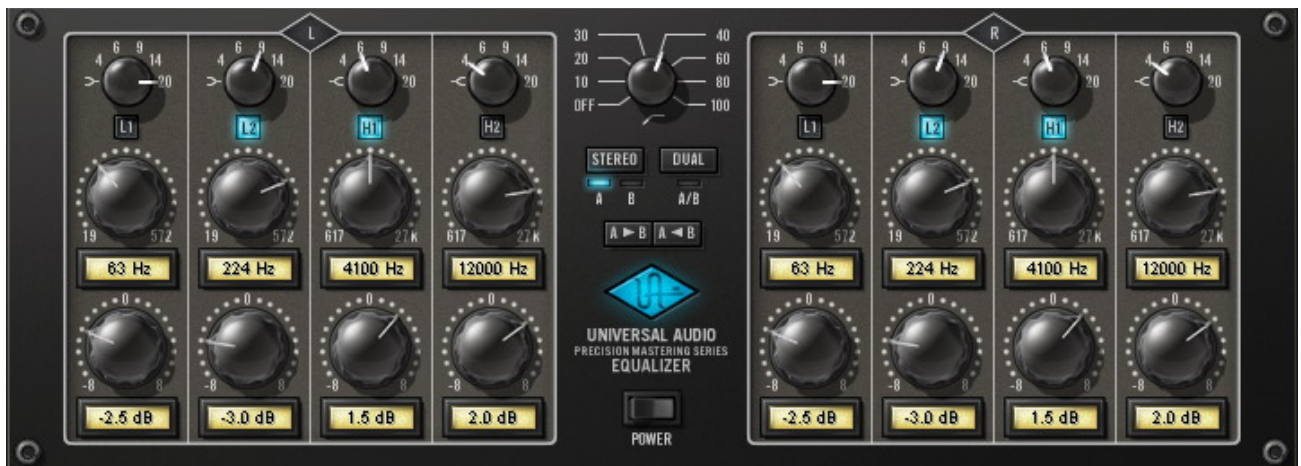 L
R
6 9
4 14
20
6 9
4 14
20
6 9
4 14
20
6 9
4 14
20
30 40
20 60
10 80
OFF 100
6 9
4 14
20
6 9
4 14
20
6 9
4 14
20
6 9
4 14
20
L1 L2 H1 H2
STEREO DUAL
A B A/B
A ► B A ◄ B
L1 L2 H1 H2
19 572 19 572 617 27K 617 27K
19 572 19 572 617 27K 617 27K
63 Hz 224 Hz 4100 Hz 12000 Hz
63 Hz 224 Hz 4100 Hz 12000 Hz
0 0 0 0
0 0 0 0
UNIVERSAL AUDIO
PRECISION MASTERING SERIES
EQUALIZER
-8 8 -8 8 -8 8 -8 8
-8 8 -8 8 -8 8 -8 8
-2.5 dB -3.0 dB 1.5 dB 2.0 dB
-2.5 dB -3.0 dB 1.5 dB 2.0 dB
POWER